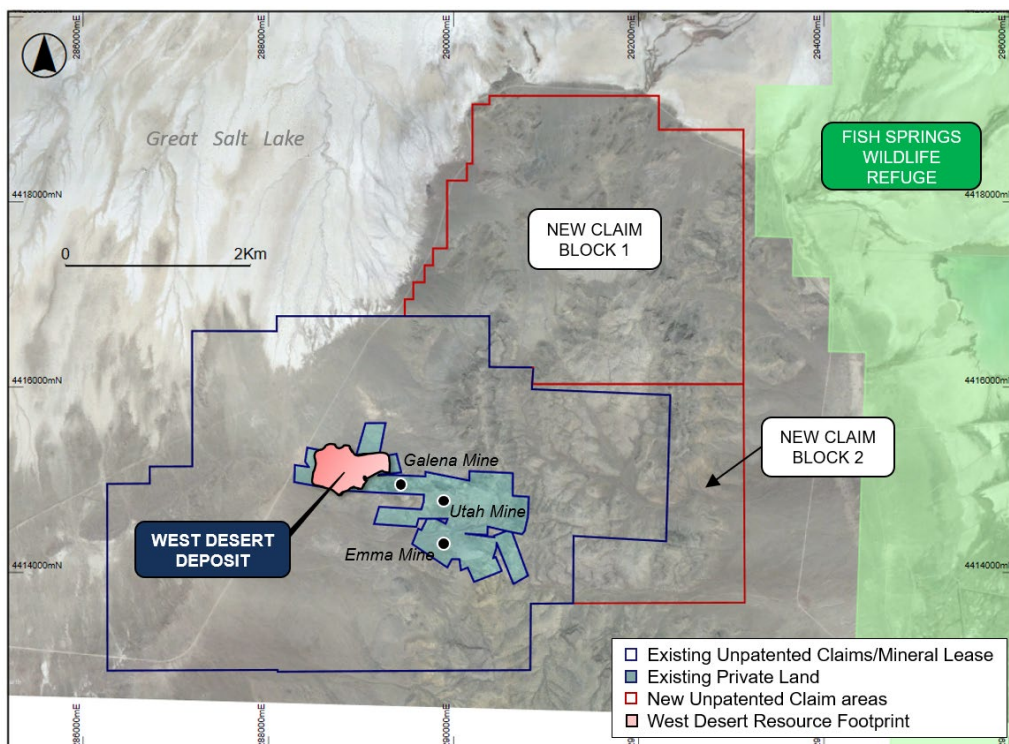 286000mE
288000mE
290000mE
292000mE
294000mE
Great Salt Lake
FISH SPRINGS
WILDLIFE
REFUGE
4418000mN
4418000mN
NEW CLAIM
BLOCK 1
0 2Km
4416000mN
4416000mN
NEW CLAIM
BLOCK 2
Galena Mine
Utah Mine
WEST DESERT
DEPOSIT
Emma Mine
4414000mN
4414000mN
Existing Unpatented Claims/Mineral Lease
Existing Private Land
New Unpatented Claim areas
West Desert Resource Footprint
286000mE
288000mE
290000mE